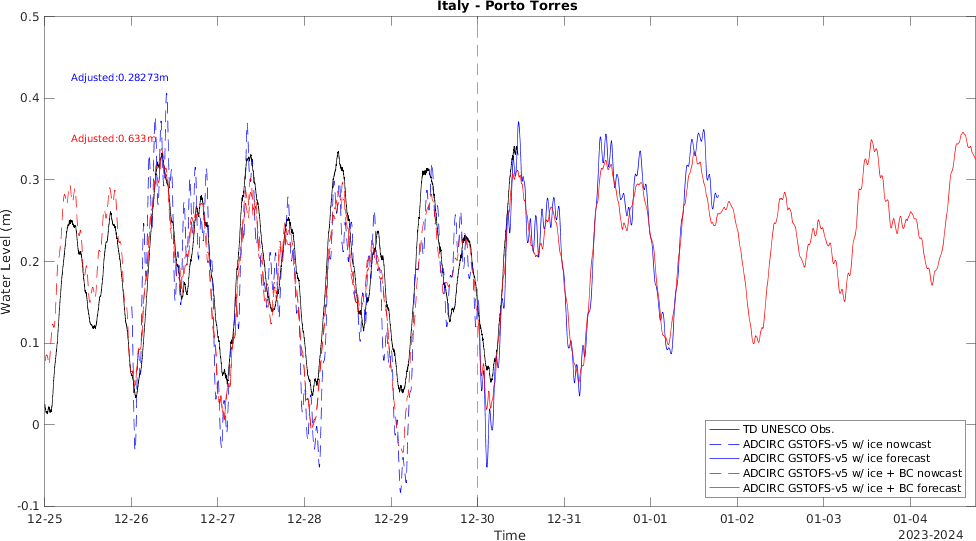 Italy - Porto Torres
0.5
0.4
0.3
0.2
0.1
0
-0.1
Water Level (m)
Adjusted:0.28273m
Adjusted:0.633m
TD UNESCO Obs.
ADCIRC GSTOFS-v5 w/ ice nowcast
ADCIRC GSTOFS-v5 w/ ice forecast
ADCIRC GSTOFS-v5 w/ ice + BC nowcast
ADCIRC GSTOFS-v5 w/ ice + BC forecast
12-25 12-26 12-27 12-28 12-29 12-30 12-31 01-01 01-02 01-03 01-04
Time
2023-2024